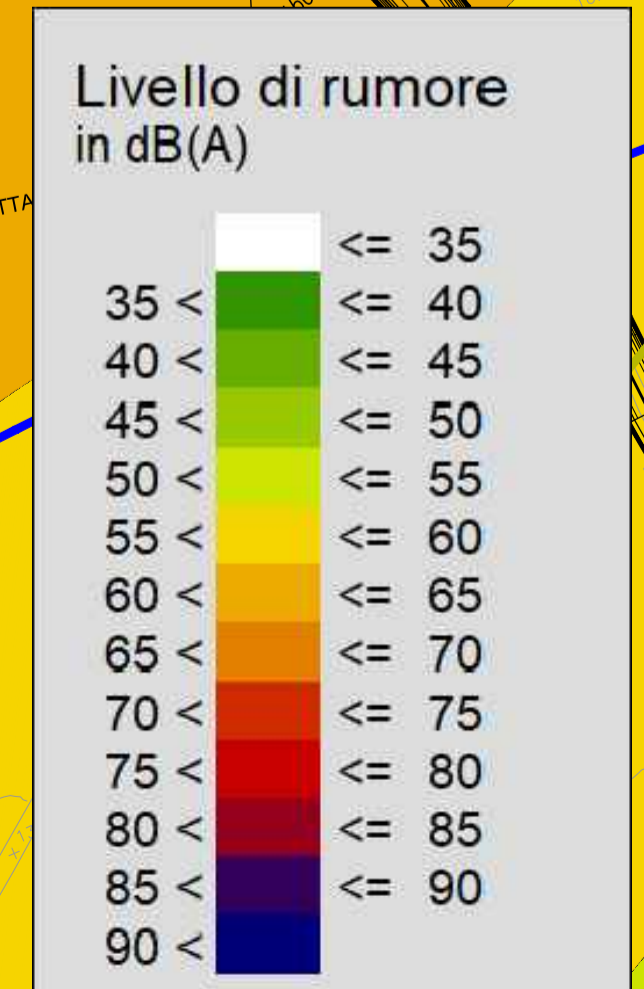 Livello di rumore
in dB(A)
<= 35
35 < <= 40
40 < <= 45
45 < <= 50
50 < <= 55
55 < <= 60
60 < <= 65
65 < <= 70
70 < <= 75
75 < <= 80
80 < <= 85
85 < <= 90
90 <
TTA